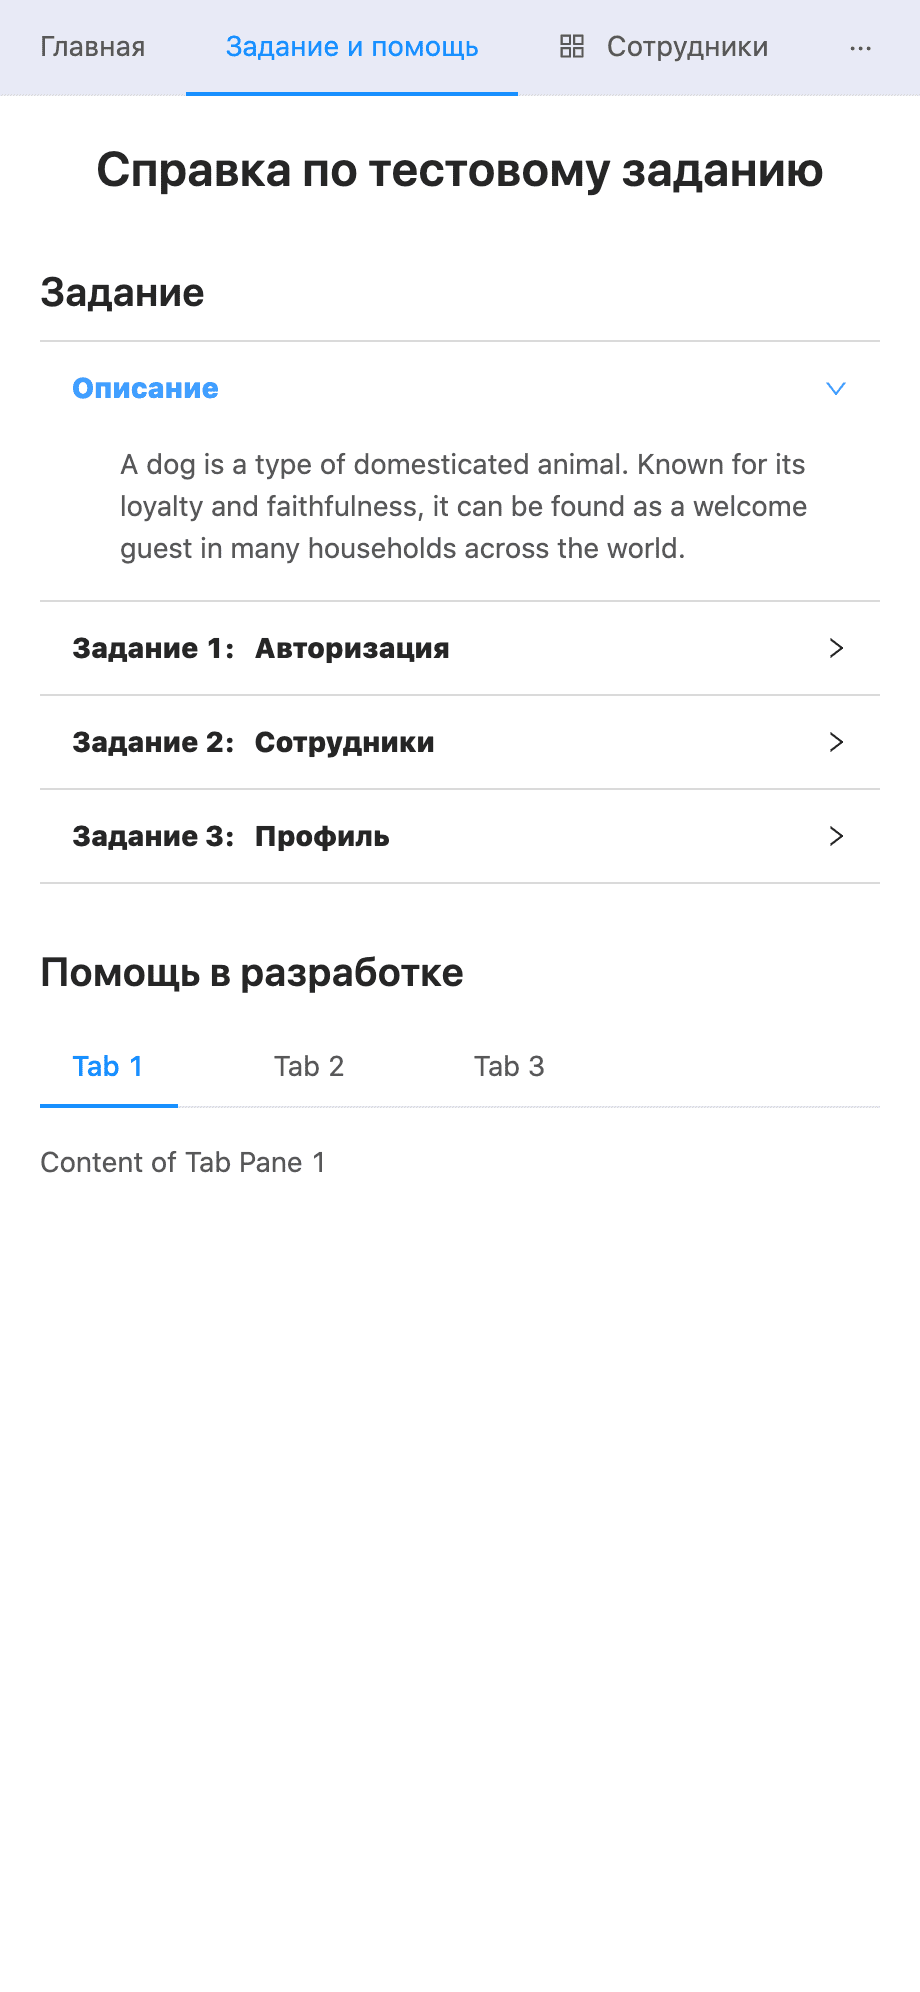 Главная Задание и помощь Сотрудники ...
Справка по тестовому заданию
Задание
Описание
A dog is a type of domesticated animal. Known for its
loyalty and faithfulness, it can be found as a welcome
guest in many households across the world.
Задание 1: Авторизация
Задание 2: Сотрудники
Задание 3: Профиль
Помощь в разработке
Tab 1 Tab 2 Tab 3
Content of Tab Pane 1